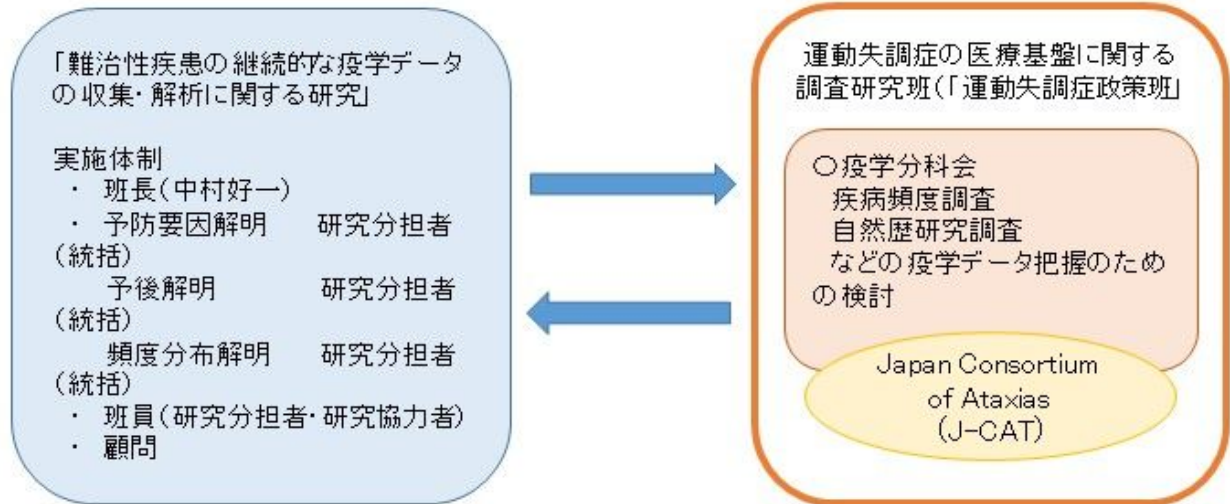 「難治性疾患の継続的な疫学データ
の収集・解析に関する研究」
実施体制
・ 班長(中村好一)
・ 予防要因解明 研究分担者
(統括)
予後解明 研究分担者
(統括)
頻度分布解明 研究分担者
(統括)
・ 班員(研究分担者・研究協力者)
・ 顧問
運動失調症の医療基盤に関する
調査研究班(「運動失調症政策班」
〇疫学分科会
疾病頻度調査
自然歴研究調査
などの疫学データ把握のため
の検討
Japan Consortium
of Ataxias
(J-CAT)